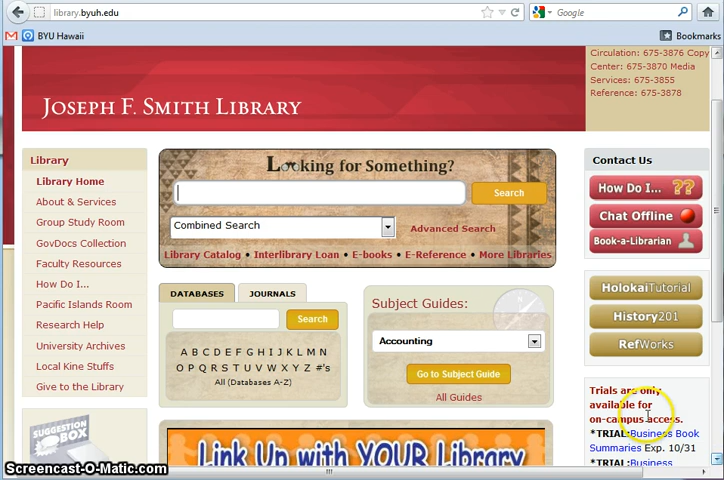 library.byuh.edu
Google
BYU Hawaii
Bookmarks
Circulation: 675-3876 Copy
Center: 675-3870 Media
Services: 675-3855
Reference: 675-3878
JOSEPH F. SMITH LIBRARY
Library
Library Home
About & Services
Group Study Room
GovDocs Collection
Faculty Resources
How Do I...
Pacific Islands Room
Research Help
University Archives
Local Kine Stuffs
Give to the Library
SUGGESTION BOX
Looking for Something?
Search
Combined Search
Advanced Search
Library Catalog • Interlibrary Loan • E-books • E-Reference • More Libraries
DATABASES
JOURNALS
Search
A B C D E F G H I J K L M N
O P Q R S T U V W X Y Z #'s
All (Databases A-Z)
Subject Guides:
Accounting
Go to Subject Guide
All Guides
Link Up with YOUR Library
Contact Us
How Do I... ??
Chat Offline
Book-a-Librarian
HolokaiTutorial
History201
RefWorks
Trials are only
available for
on-campus access.
*TRIAL:Business Book
Summaries Exp. 10/31
*TRIAL:Business
Screencast-O-Matic.com